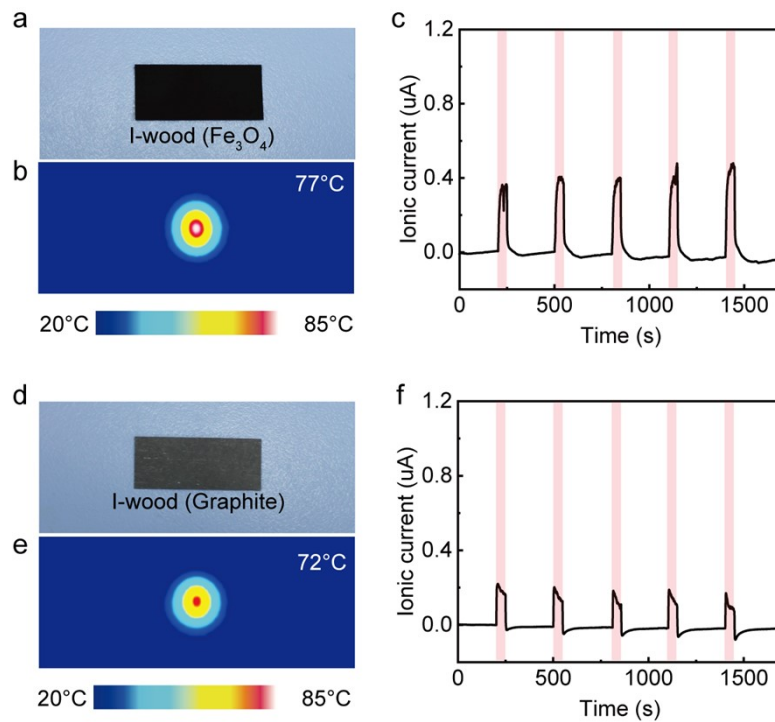 a
I-wood (Fe₃O₄)
b
77°C
20°C
85°C
c
Ionic current (uA)
1.2
0.8
0.4
0.0
0
500
1000
1500
Time (s)
d
I-wood (Graphite)
e
72°C
20°C
85°C
f
Ionic current (uA)
1.2
0.8
0.4
0.0
0
500
1000
1500
Time (s)